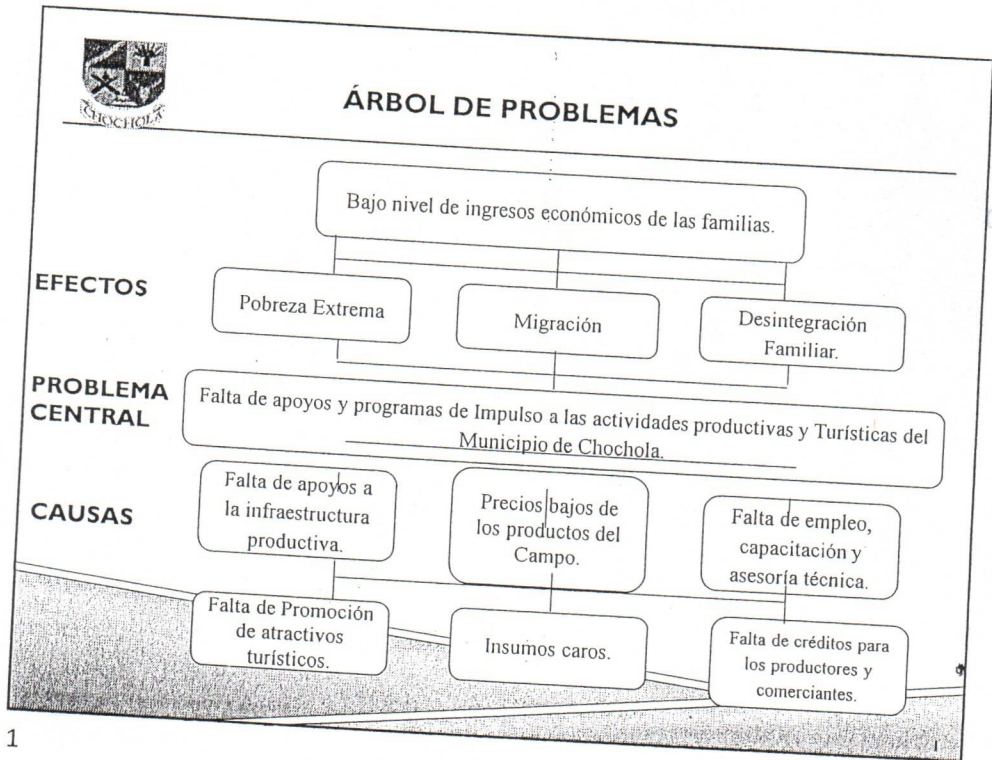 CHOCHOLÁ
ÁRBOL DE PROBLEMAS
Bajo nivel de ingresos económicos de las familias.
EFECTOS
Pobreza Extrema
Migración
Desintegración
Familiar.
PROBLEMA
CENTRAL
Falta de apoyos y programas de Impulso a las actividades productivas y Turísticas del
Municipio de Chochola.
CAUSAS
Falta de apoyos a
la infraestructura
productiva.
Precios bajos de
los productos del
Campo.
Falta de empleo,
capacitación y
asesoría técnica.
Falta de Promoción
de atractivos
turísticos.
Insumos caros.
Falta de créditos para
los productores y
comerciantes.
1
1